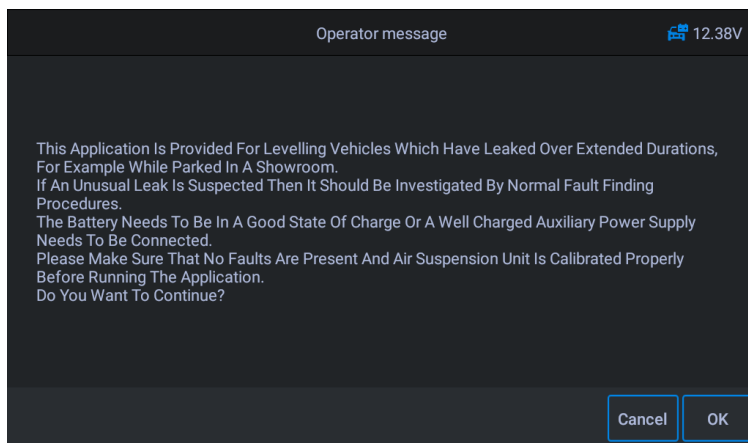 Operator message
12.38V
This Application Is Provided For Levelling Vehicles Which Have Leaked Over Extended Durations,
For Example While Parked In A Showroom.
If An Unusual Leak Is Suspected Then It Should Be Investigated By Normal Fault Finding
Procedures.
The Battery Needs To Be In A Good State Of Charge Or A Well Charged Auxiliary Power Supply
Needs To Be Connected.
Please Make Sure That No Faults Are Present And Air Suspension Unit Is Calibrated Properly
Before Running The Application.
Do You Want To Continue?
Cancel
OK